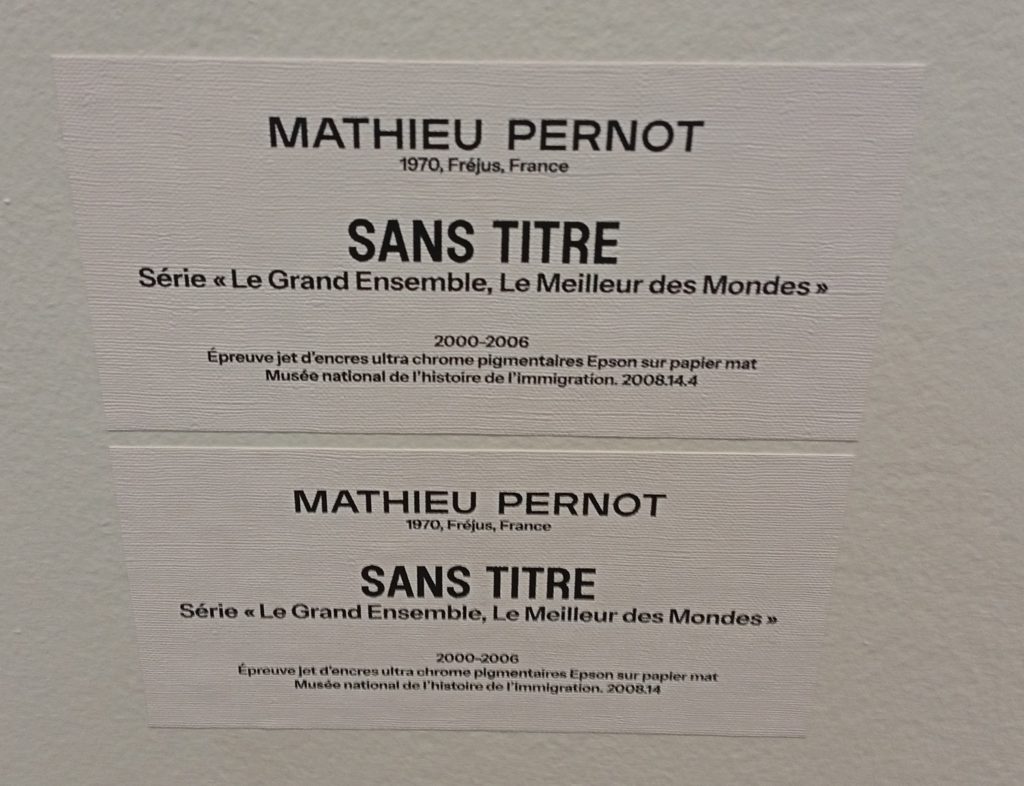 MATHIEU PERNOT
1970, Fréjus, France
SANS TITRE
Série « Le Grand Ensemble, Le Meilleur des Mondes »
2000-2006
Épreuve jet d'encres ultra chrome pigmentaires Epson sur papier mat
Musée national de l'histoire de l'immigration. 2008.14.4
MATHIEU PERNOT
1970, Fréjus, France
SANS TITRE
Série « Le Grand Ensemble, Le Meilleur des Mondes »
2000-2006
Épreuve jet d'encres ultra chrome pigmentaires Epson sur papier mat
Musée national de l'histoire de l'immigration. 2008.14